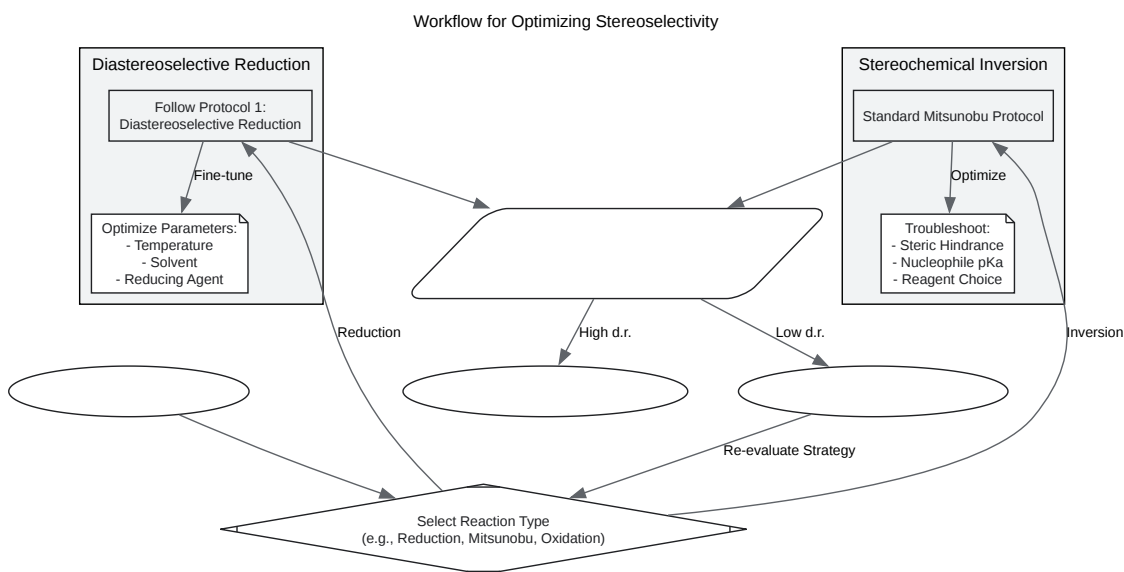 Workflow for Optimizing Stereoselectivity
Diastereoselective Reduction
Follow Protocol 1:
Diastereoselective Reduction
Fine-tune
Optimize Parameters:
- Temperature
- Solvent
- Reducing Agent
Stereochemical Inversion
Standard Mitsunobu Protocol
Optimize
Troubleshoot:
- Steric Hindrance
- Nucleophile pKa
- Reagent Choice
Reduction
High d.r.
Low d.r.
Inversion
Re-evaluate Strategy
Select Reaction Type
(e.g., Reduction, Mitsunobu, Oxidation)